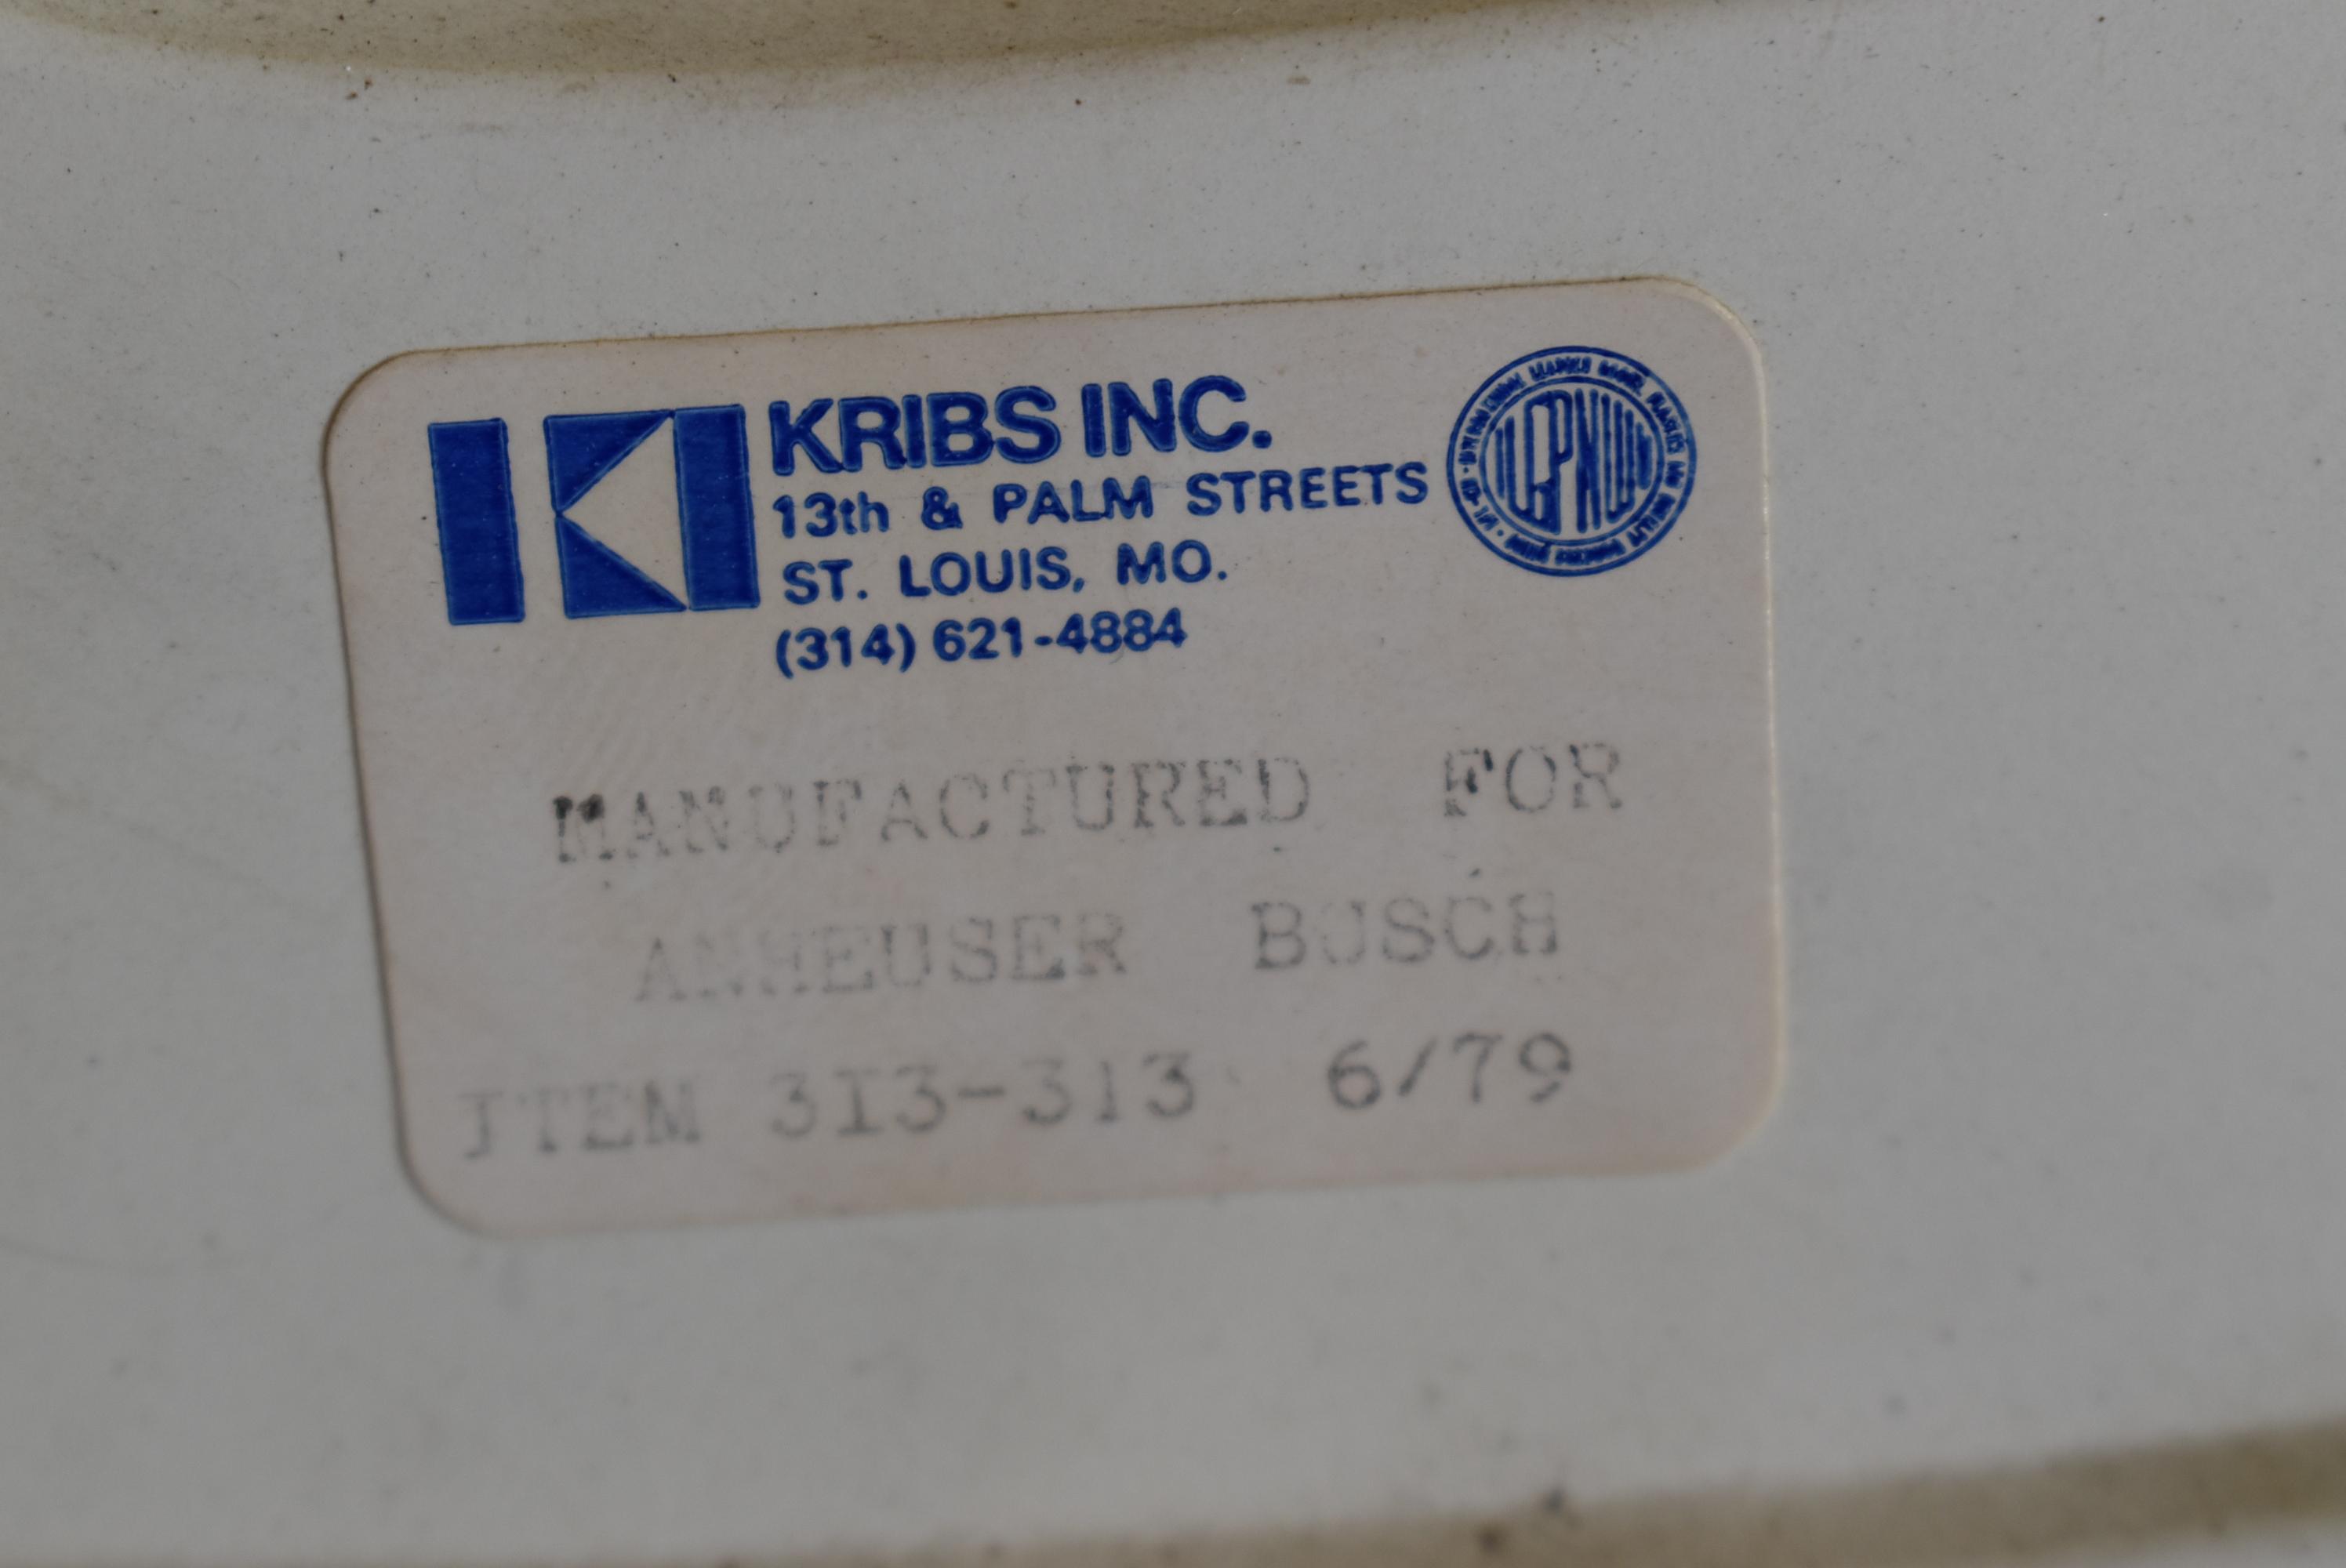 KRIBS INC.
13th & PALM STREETS
ST. LOUIS, MO.
(314) 621-4884
MANUFACTURED FOR
ANHEUSER BUSCH
ITEM 313-313 6/79